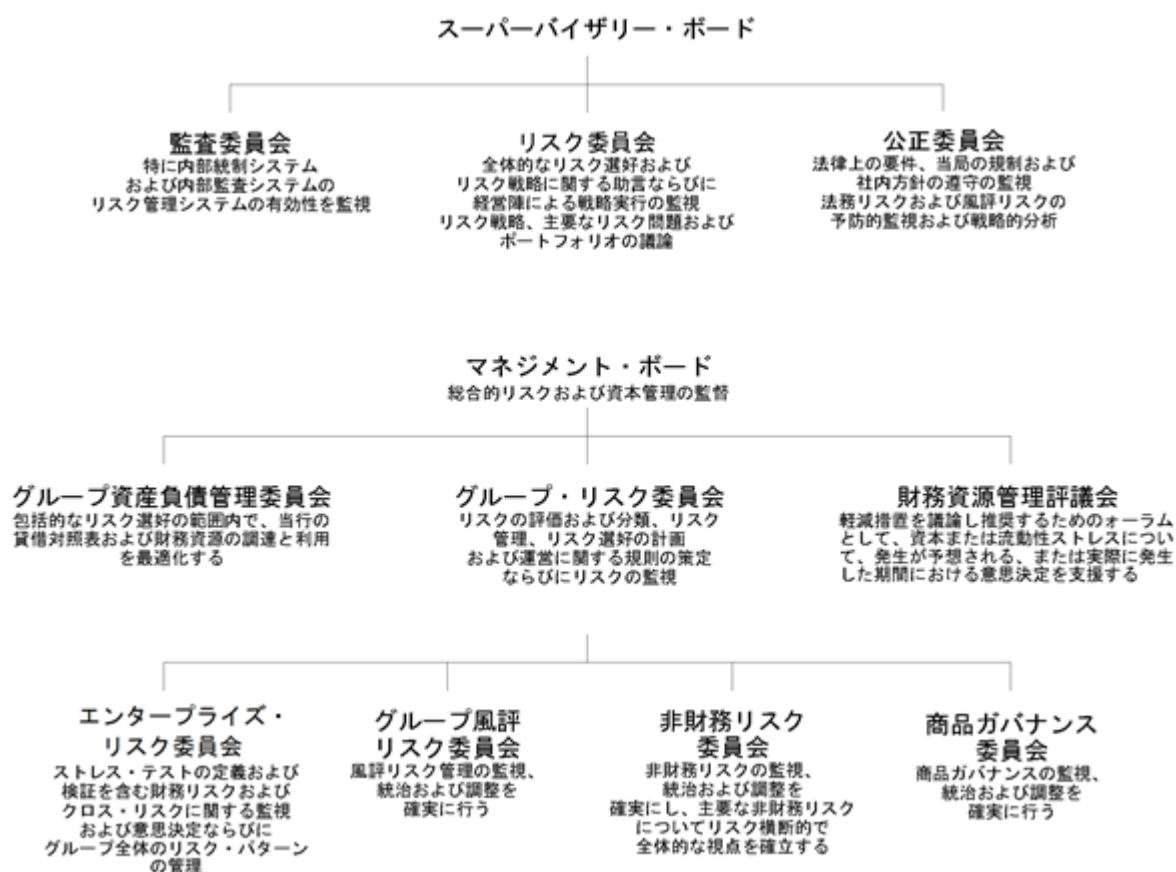 スーパーバイザリー・ボード
監査委員会
特に内部統制システム
および内部監査システムの
リスク管理システムの有効性を監視
リスク委員会
全体的なリスク選好および
リスク戦略に関する助言ならびに
経営陣による戦略実行の監視
リスク戦略、主要なリスク問題および
ポートフォリオの議論
公正委員会
法律上の要件、当局の規制および
社内方針の遵守の監視
法務リスクおよび風評リスクの
予防的監視および戦略的分析
マネジメント・ボード
総合的リスクおよび資本管理の監督
グループ資産負債管理委員会
包括的なリスク選好の範囲内で、当行の
貸借対照表および財務資源の調達と利用
を最適化する
グループ・リスク委員会
リスクの評価および分類、リスク
管理、リスク選好の計画
および運営に関する規則の策定
ならびにリスクの監視
財務資源管理評議会
軽減措置を議論し推奨するためのフォーラム
として、資本または流動性ストレスについ
て、発生が予想される、または実際に発生
した期間における意思決定を支援する
エンタープライズ・
リスク委員会
ストレス・テストの定義および
検証を含む財務リスクおよび
クロス・リスクに関する監視
および意思決定ならびに
グループ全体のリスク・パターン
の管理
グループ風評
リスク委員会
風評リスク管理の監視、
統治および調整を
確実に行う
非財務リスク
委員会
非財務リスクの監視、
統治および調整を
確実にし、主要な非財務リスク
についてリスク横断的で
全体的な視点を確立する
商品ガバナンス
委員会
商品ガバナンスの監視、
統治および調整を
確実に行う